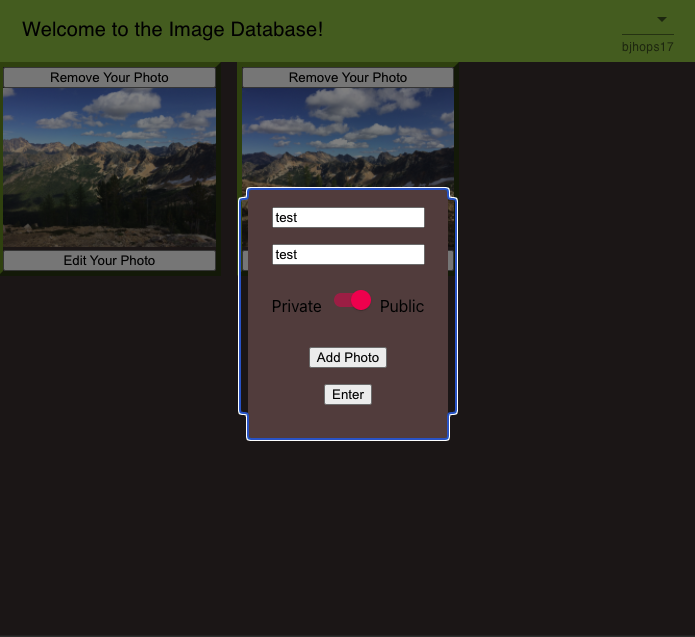 Welcome to the Image Database!
bjhops17
Remove Your Photo
Remove Your Photo
Edit Your Photo
test
test
Private Public
Add Photo
Enter